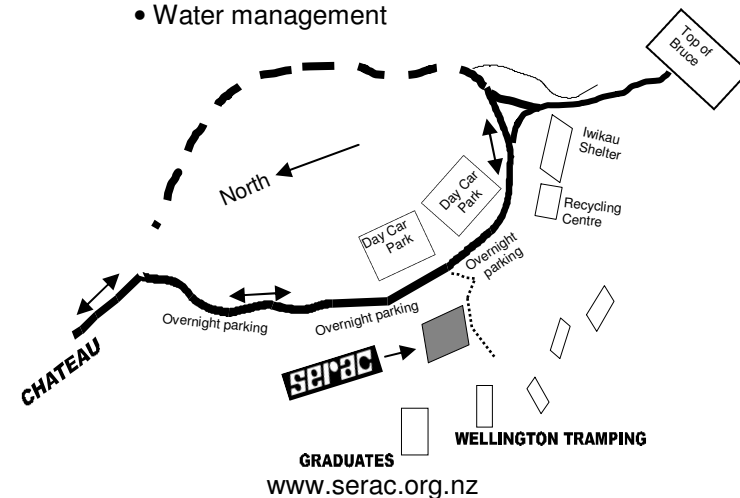 • Water management
Top of
Bruce
Iwikau
Shelter
North
Day Car
Park
Recycling
Centre
Day Car
Park
Overnight
parking
Overnight parking
Overnight parking
CHATEAU
serac
WELLINGTON TRAMPING
GRADUATES
www.serac.org.nz